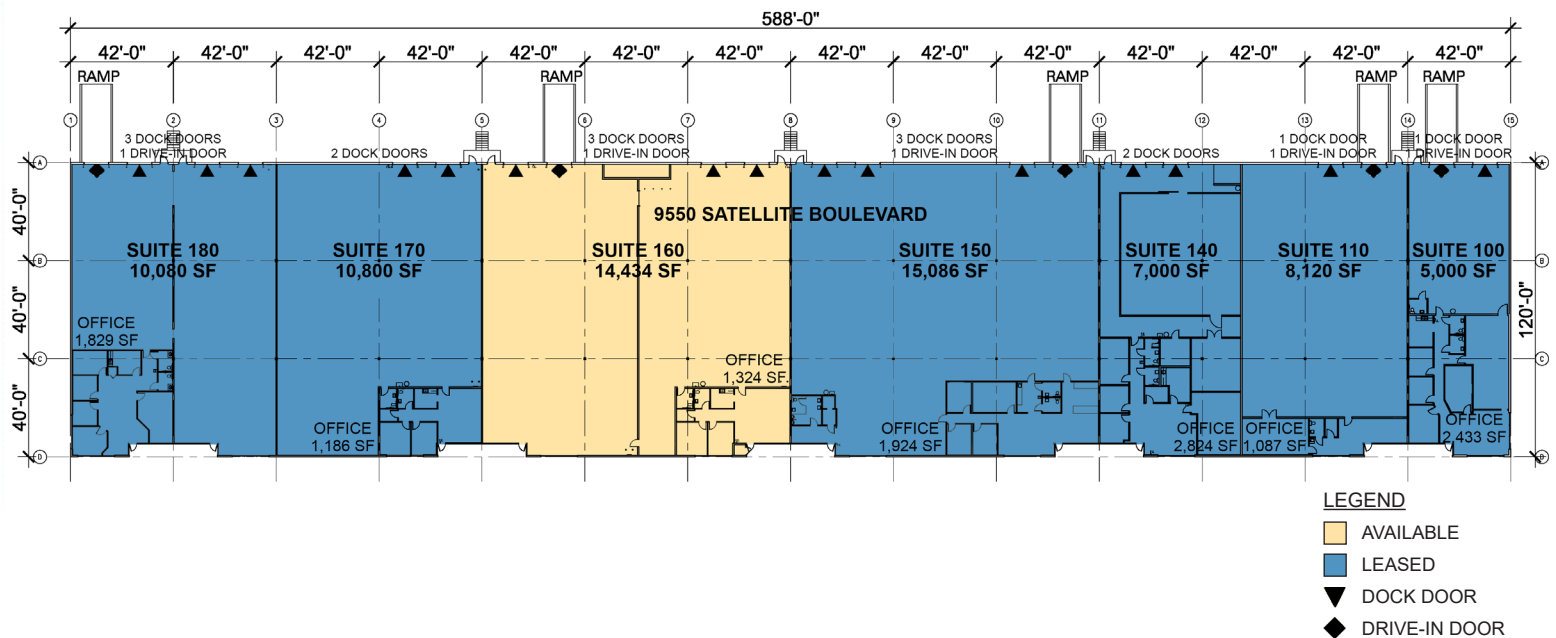 588'-0"
42'-0" 42'-0" 42'-0" 42'-0" 42'-0" 42'-0" 42'-0" 42'-0" 42'-0" 42'-0" 42'-0" 42'-0" 42'-0" 42'-0"
RAMP RAMP RAMP RAMP RAMP
1 2 3 4 5 6 7 8 9 10 11 12 13 14 15
3 DOCK DOORS 3 DOCK DOORS 3 DOCK DOORS 1 DOCK DOOR 1 DOCK DOOR
1 DRIVE-IN DOOR 2 DOCK DOORS 1 DRIVE-IN DOOR 1 DRIVE-IN DOOR 2 DOCK DOORS 1 DRIVE-IN DOOR 1 DRIVE-IN DOOR
A A
40'-0"
9550 SATELLITE BOULEVARD
SUITE 180 SUITE 170 SUITE 160 SUITE 150 SUITE 140 SUITE 110 SUITE 100
10,080 SF 10,800 SF 14,434 SF 15,086 SF 7,000 SF 8,120 SF 5,000 SF
B B
40'-0" 120'-0"
OFFICE
1,829 SF
C C
OFFICE
1,324 SF
40'-0"
OFFICE OFFICE OFFICE OFFICE OFFICE
1,186 SF 1,924 SF 2,824 SF 1,087 SF 2,433 SF
D D
LEGEND
AVAILABLE
LEASED
DOCK DOOR
DRIVE-IN DOOR